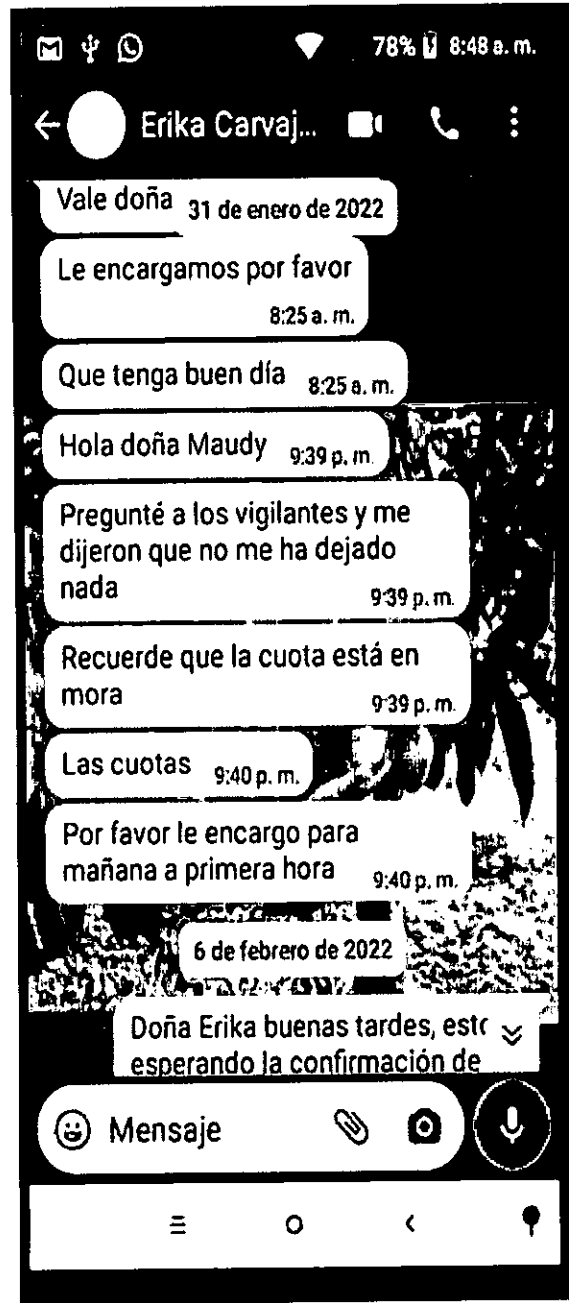 78% 8:48 a. m.
Erika Carvaj...
Vale doña
31 de enero de 2022
Le encargamos por favor
8:25 a. m.
Que tenga buen día 8:25 a. m.
Hola doña Maudy 9:39 p. m.
Pregunté a los vigilantes y me
dijeron que no me ha dejado
nada 9:39 p. m.
Recuerde que la cuota está en
mora 9:39 p. m.
Las cuotas 9:40 p. m.
Por favor le encargo para
mañana a primera hora 9:40 p. m.
6 de febrero de 2022
Doña Erika buenas tardes, esto
esperando la confirmación de
Mensaje